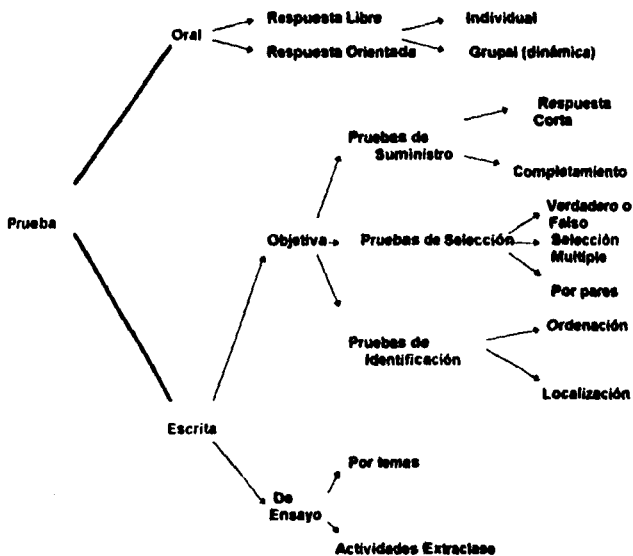 Respuesta Libre
Individual
Oral
Respuesta Orientada
Grupal (dinámica)
Respuesta
Corta
Pruebas de
Suministro
Completamiento
Verdadero o
Falso
Prueba
Objetiva
Pruebas de Selección
Selección
Multiple
Por pares
Ordenación
Pruebas de
Identificación
Localización
Escrita
Por temas
De
Ensayo
Actividades Extraclase